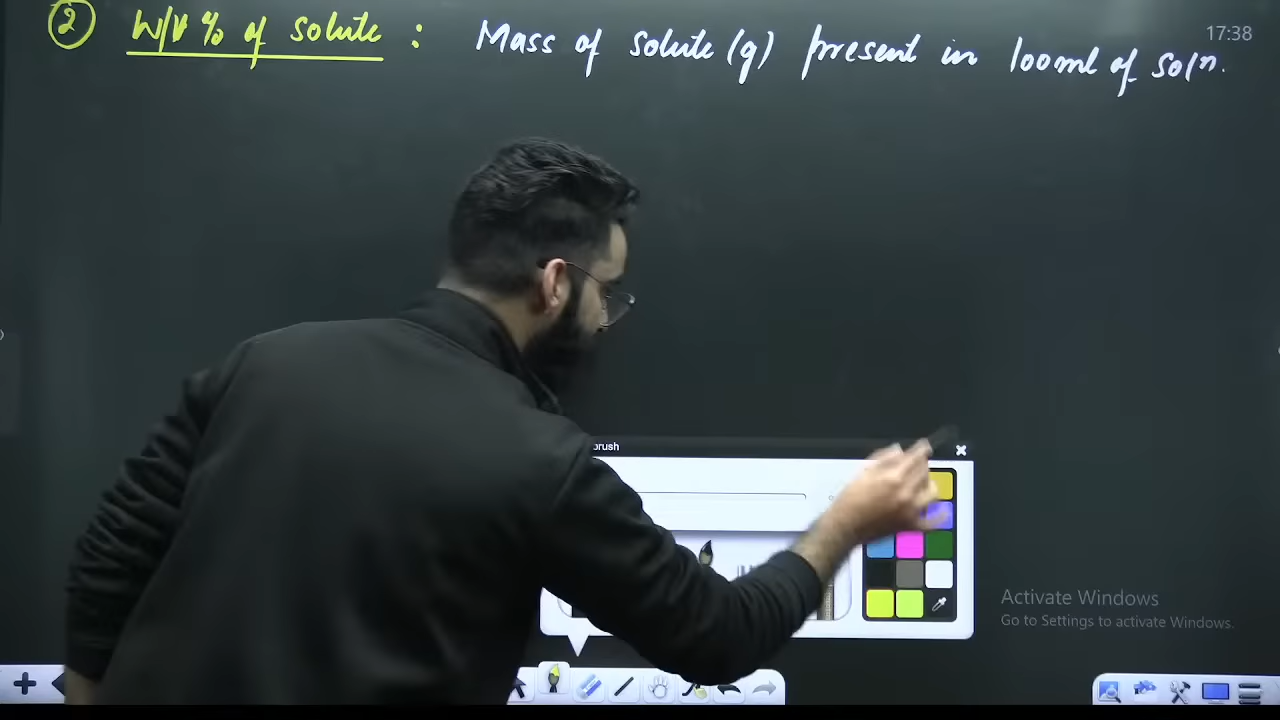 ② W/V % of solute : Mass of solute (g) present in 100ml of solⁿ.
17:38
brush
Activate Windows
Go to Settings to activate Windows.